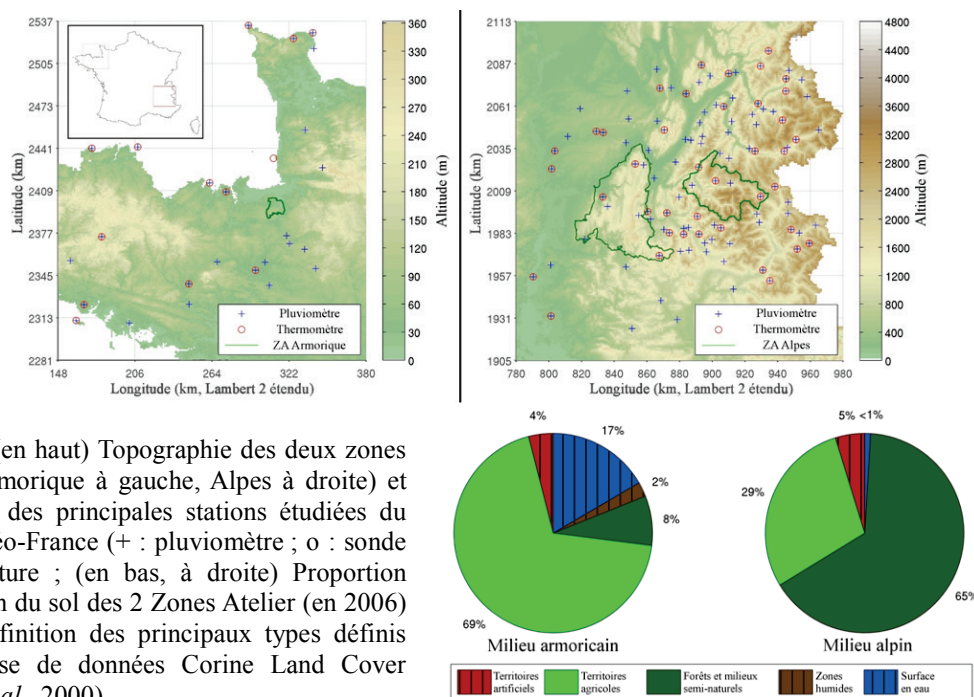 2537
2505
2473
2441
2409
2377
2345
2313
2281
Latitude (km)
148 206 264 322 380
Longitude (km, Lambert 2 étendu)
Pluviomètre
Thermomètre
ZA Armorique
360
330
300
270
240
210
180
150
120
90
60
30
0
Altitude (m)
2113
2087
2061
2035
2009
1983
1957
1931
1905
Latitude (km)
780 800 820 840 860 880 900 920 940 960 980
Longitude (km, Lambert 2 étendu)
Pluviomètre
Thermomètre
ZA Alpes
4800
4400
4000
3600
3200
2800
2400
2000
1600
1200
800
400
0
Altitude (m)
en haut) Topographie des deux zones
morique à gauche, Alpes à droite) et
des principales stations étudiées du
éo-France (+ : pluviomètre ; o : sonde
ture ; (en bas, à droite) Proportion
n du sol des 2 Zones Atelier (en 2006)
finition des principaux types définis
se de données Corine Land Cover
al., 2000)
4%
17%
2%
8%
69%
Milieu armoricain
5% <1%
29%
65%
Milieu alpin
Territoires artificiels
Territoires agricoles
Forêts et milieux semi-naturels
Zones humides
Surface en eau